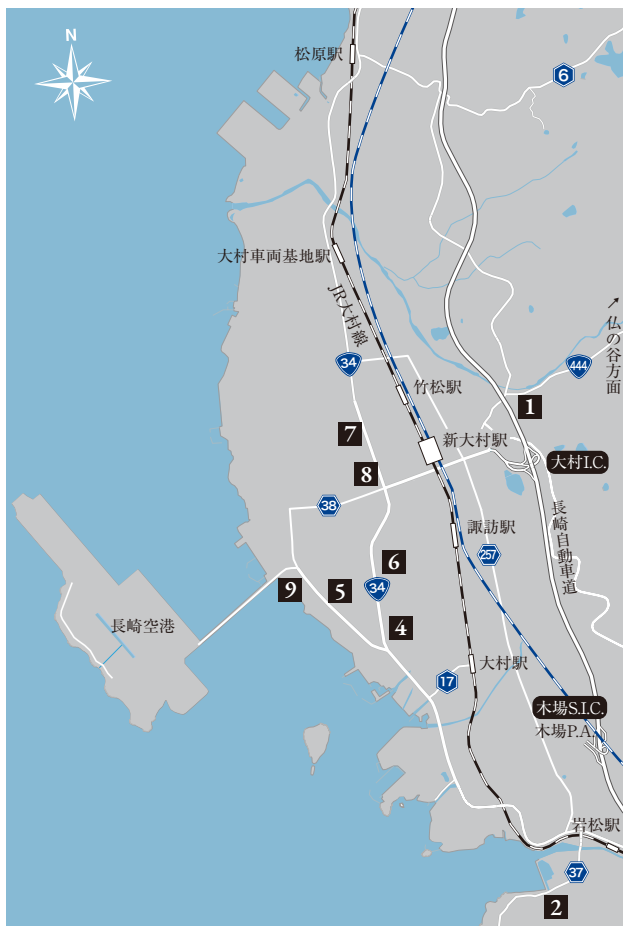 N
松原駅
6
大村車両基地駅
JR大村線
↗仏の谷方面
34
444
竹松駅
1
7
新大村駅
大村I.C.
8
38
諏訪駅
257
長崎自動車道
6
34
9
5
4
長崎空港
大村駅
17
木場S.I.C.
木場P.A.
岩松駅
37
2